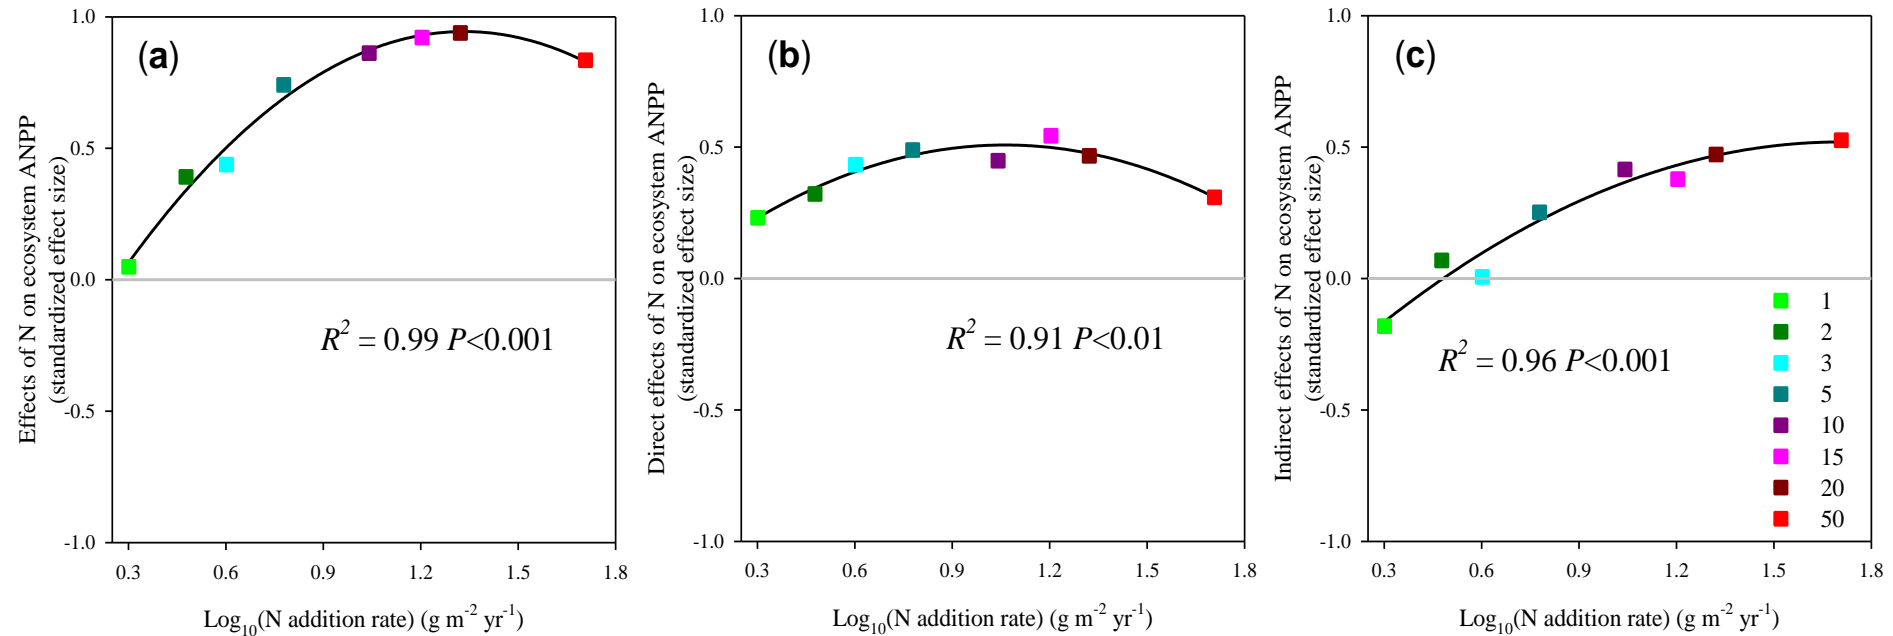 (a)
Effects of N on ecosystem ANPP
(standardized effect size)
1.0
0.5
0.0
-0.5
-1.0
R² = 0.99 P<0.001
0.3 0.6 0.9 1.2 1.5 1.8
Log₁₀(N addition rate) (g m⁻² yr⁻¹)
(b)
Direct effects of N on ecosystem ANPP
(standardized effect size)
1.0
0.5
0.0
-0.5
-1.0
R² = 0.91 P<0.01
0.3 0.6 0.9 1.2 1.5 1.8
Log₁₀(N addition rate) (g m⁻² yr⁻¹)
(c)
Indirect effects of N on ecosystem ANPP
(standardized effect size)
1.0
0.5
0.0
-0.5
-1.0
R² = 0.96 P<0.001
1
2
3
5
10
15
20
50
0.3 0.6 0.9 1.2 1.5 1.8
Log₁₀(N addition rate) (g m⁻² yr⁻¹)